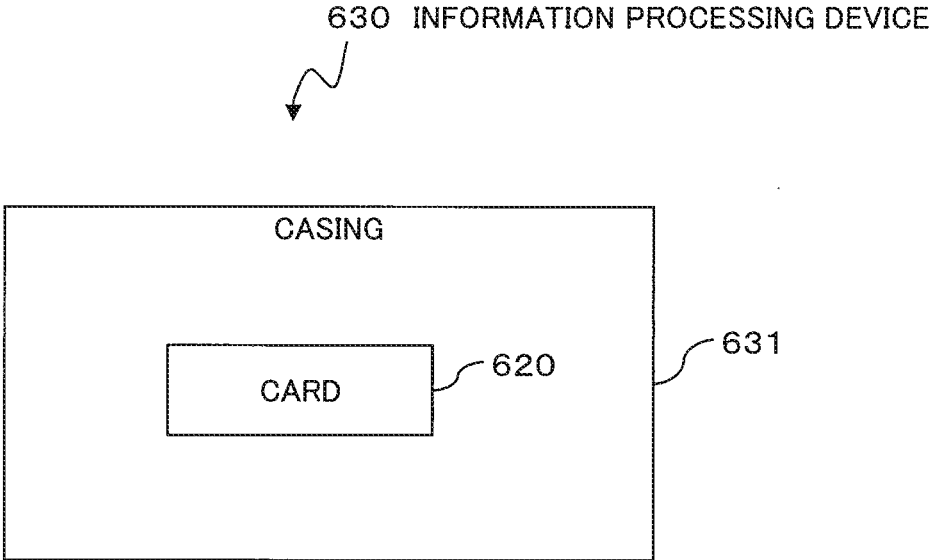 630 INFORMATION PROCESSING DEVICE
CASING
631
620
CARD